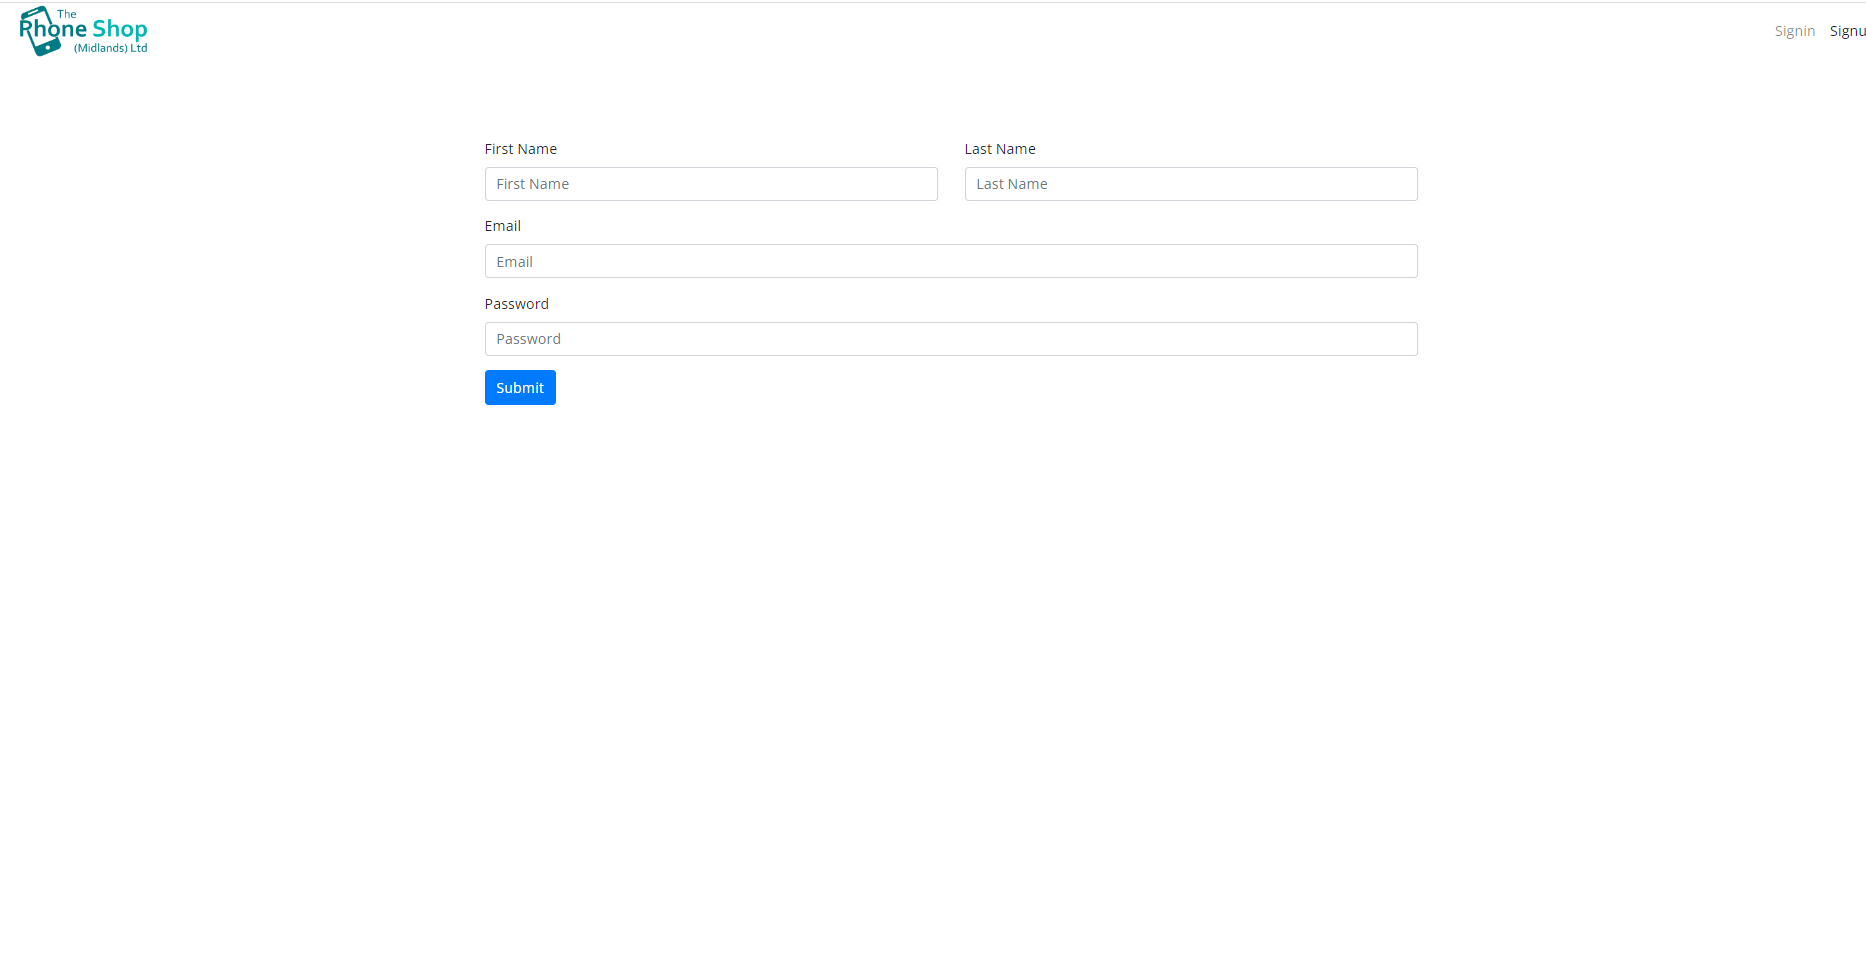 The
Phone Shop
(Midlands) Ltd
Signin Signu
First Name Last Name
First Name Last Name
Email
Email
Password
Password
Submit